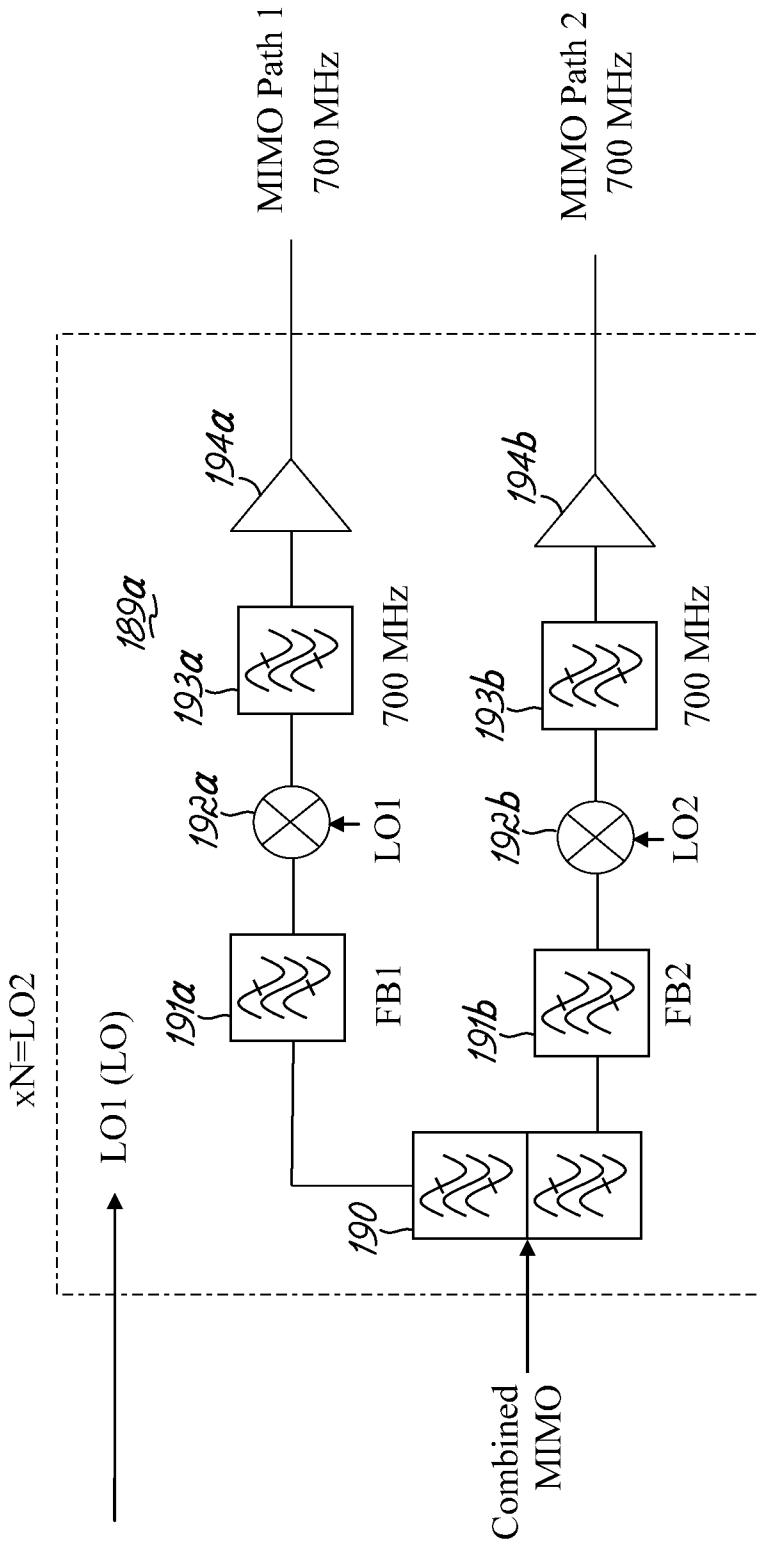 xN=LO2
LO1 (LO)
189a
190
191a
FB1
192a
LO1
193a
700 MHz
194a
MIMO Path 1
700 MHz
Combined
MIMO
191b
FB2
192b
LO2
193b
700 MHz
194b
MIMO Path 2
700 MHz